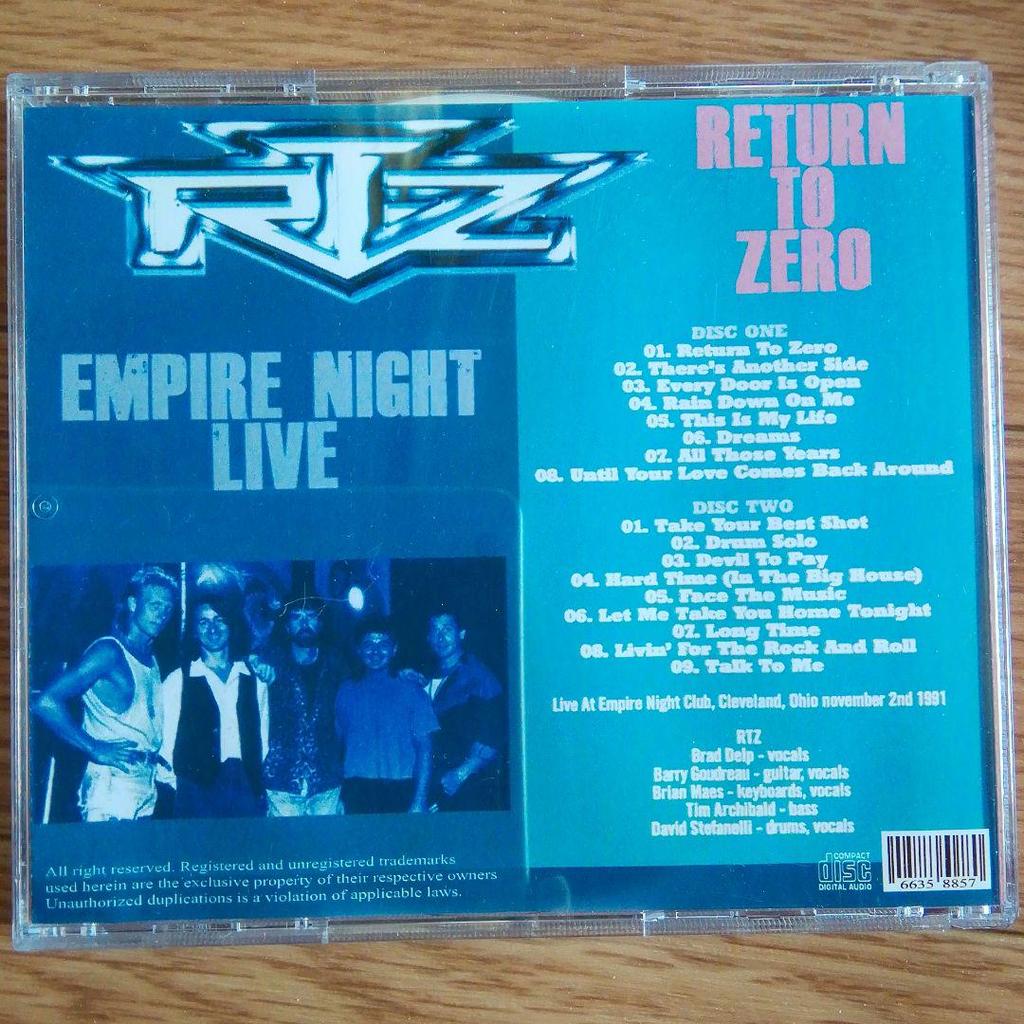 RTZ
RETURN
TO
ZERO
EMPIRE NIGHT
LIVE
DISC ONE
01. Return To Zero
02. There's Another Side
03. Every Door Is Open
04. Rain Down On Me
05. This Is My Life
06. Dreams
07. All Those Years
08. Until Your Love Comes Back Around
DISC TWO
01. Take Your Best Shot
02. Drum Solo
03. Devil To Pay
04. Hard Time (In The Big House)
05. Face The Music
06. Let Me Take You Home Tonight
07. Long Time
08. Livin' For The Rock And Roll
09. Talk To Me
Live At Empire Night Club, Cleveland, Ohio november 2nd 1991
RTZ
Brad Delp - vocals
Barry Goudreau - guitar, vocals
Brian Maes - keyboards, vocals
Tim Archibald - bass
David Stefanelli - drums, vocals
All right reserved. Registered and unregistered trademarks
used herein are the exclusive property of their respective owners
Unauthorized duplications is a violation of applicable laws.
COMPACT
disc
DIGITAL AUDIO
6635 8857